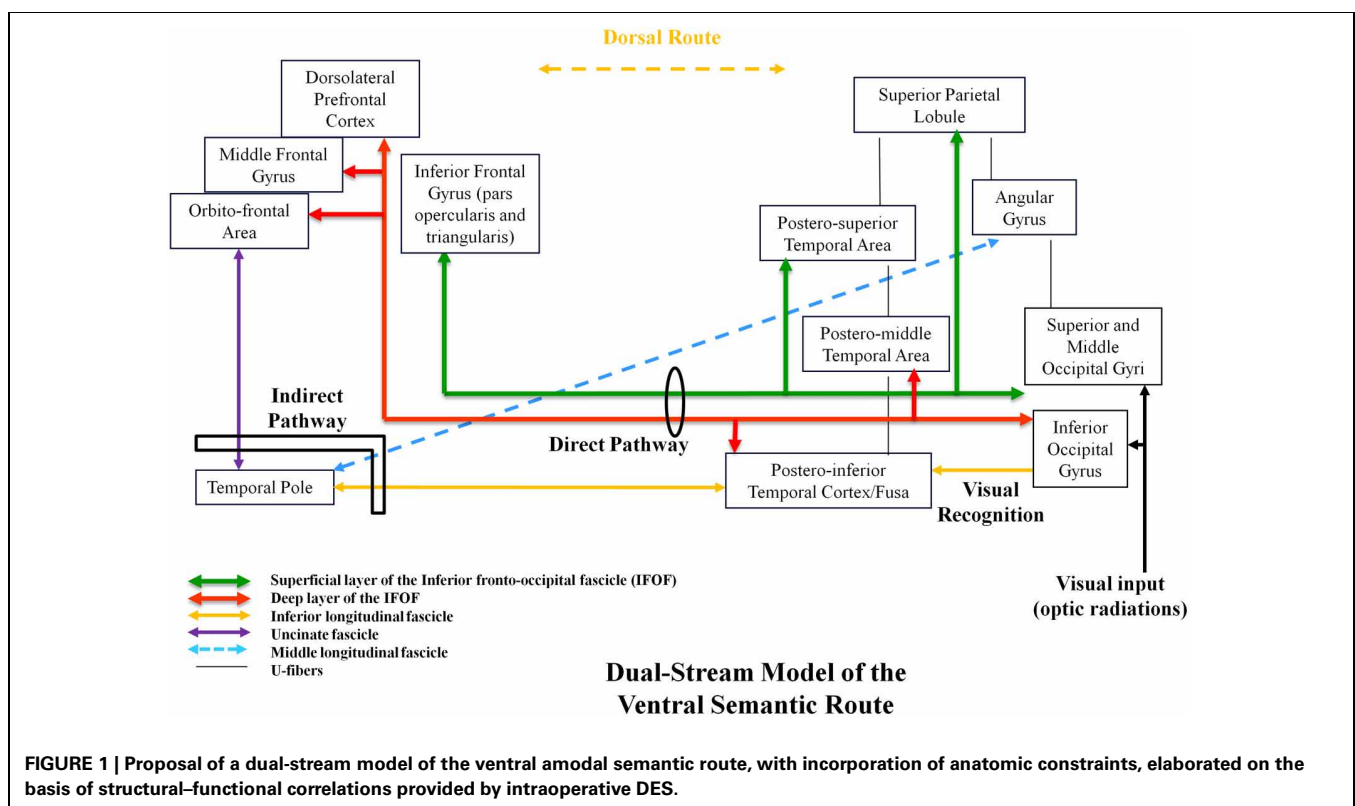 Dorsal Route
Dorsolateral
Prefrontal
Cortex
Middle Frontal
Gyrus
Orbito-frontal
Area
Inferior Frontal
Gyrus (pars
opercularis and
triangularis)
Superior Parietal
Lobule
Angular
Gyrus
Postero-superior
Temporal Area
Postero-middle
Temporal Area
Superior and
Middle
Occipital Gyri
Indirect
Pathway
Direct Pathway
Inferior
Occipital
Gyrus
Temporal Pole
Postero-inferior
Temporal Cortex/Fusa
Visual
Recognition
Visual input
(optic radiations)
Superficial layer of the Inferior fronto-occipital fascicle (IFOF)
Deep layer of the IFOF
Inferior longitudinal fascicle
Uncinate fascicle
Middle longitudinal fascicle
U-fibers
Dual-Stream Model of the
Ventral Semantic Route
FIGURE 1 | Proposal of a dual-stream model of the ventral amodal semantic route, with incorporation of anatomic constraints, elaborated on the
basis of structural–functional correlations provided by intraoperative DES.